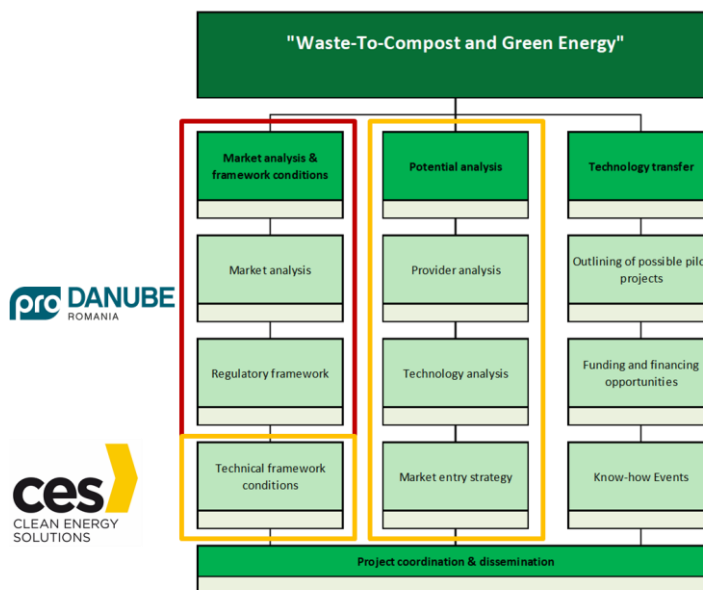 "Waste-To-Compost and Green Energy"
Market analysis &
framework conditions
Potential analysis
Technology transfer
Market analysis
Provider analysis
Outlining of possible pilo
projects
pro DANUBE
ROMANIA
Regulatory framework
Technology analysis
Funding and financing
opportunities
Technical framework
conditions
Market entry strategy
Know-how Events
ces
CLEAN ENERGY
SOLUTIONS
Project coordination & dissemination